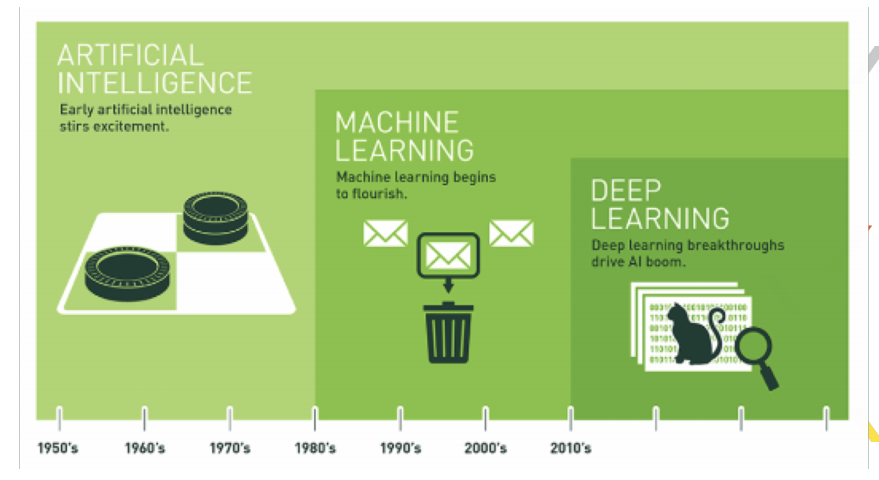 ARTIFICIAL
INTELLIGENCE
Early artificial intelligence
stirs excitement.
MACHINE
LEARNING
Machine learning begins
to flourish.
DEEP
LEARNING
Deep learning breakthroughs
drive AI boom.
1950's 1960's 1970's 1980's 1990's 2000's 2010's